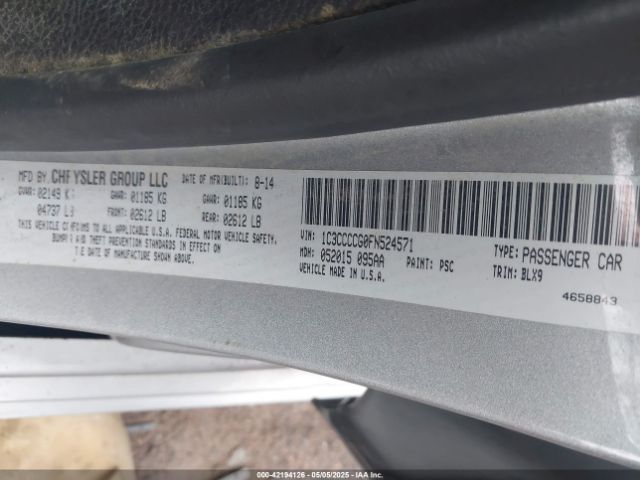 MFD BY CHRYSLER GROUP LLC DATE OF MFR(BUILT): 8-14
GVWR: 02149 KG GAWR: 01185 KG GAWR: 01185 KG
04737 LB FRONT: 02612 LB REAR: 02612 LB
THIS VEHICLE CONFORMS TO ALL APPLICABLE U.S.A. FEDERAL MOTOR VEHICLE SAFETY,
BUMPER AND THEFT PREVENTION STANDARDS IN EFFECT
ON THE DATE OF MANUFACTURE SHOWN ABOVE.
VIN: 1C3CCCCG0FN524571
MDH: 052015 095AA PAINT: PSC
VEHICLE MADE IN U.S.A.
TYPE: PASSENGER CAR
TRIM: BLX9
4658843
000-42194126 - 05/05/2025 - IAAI.COM